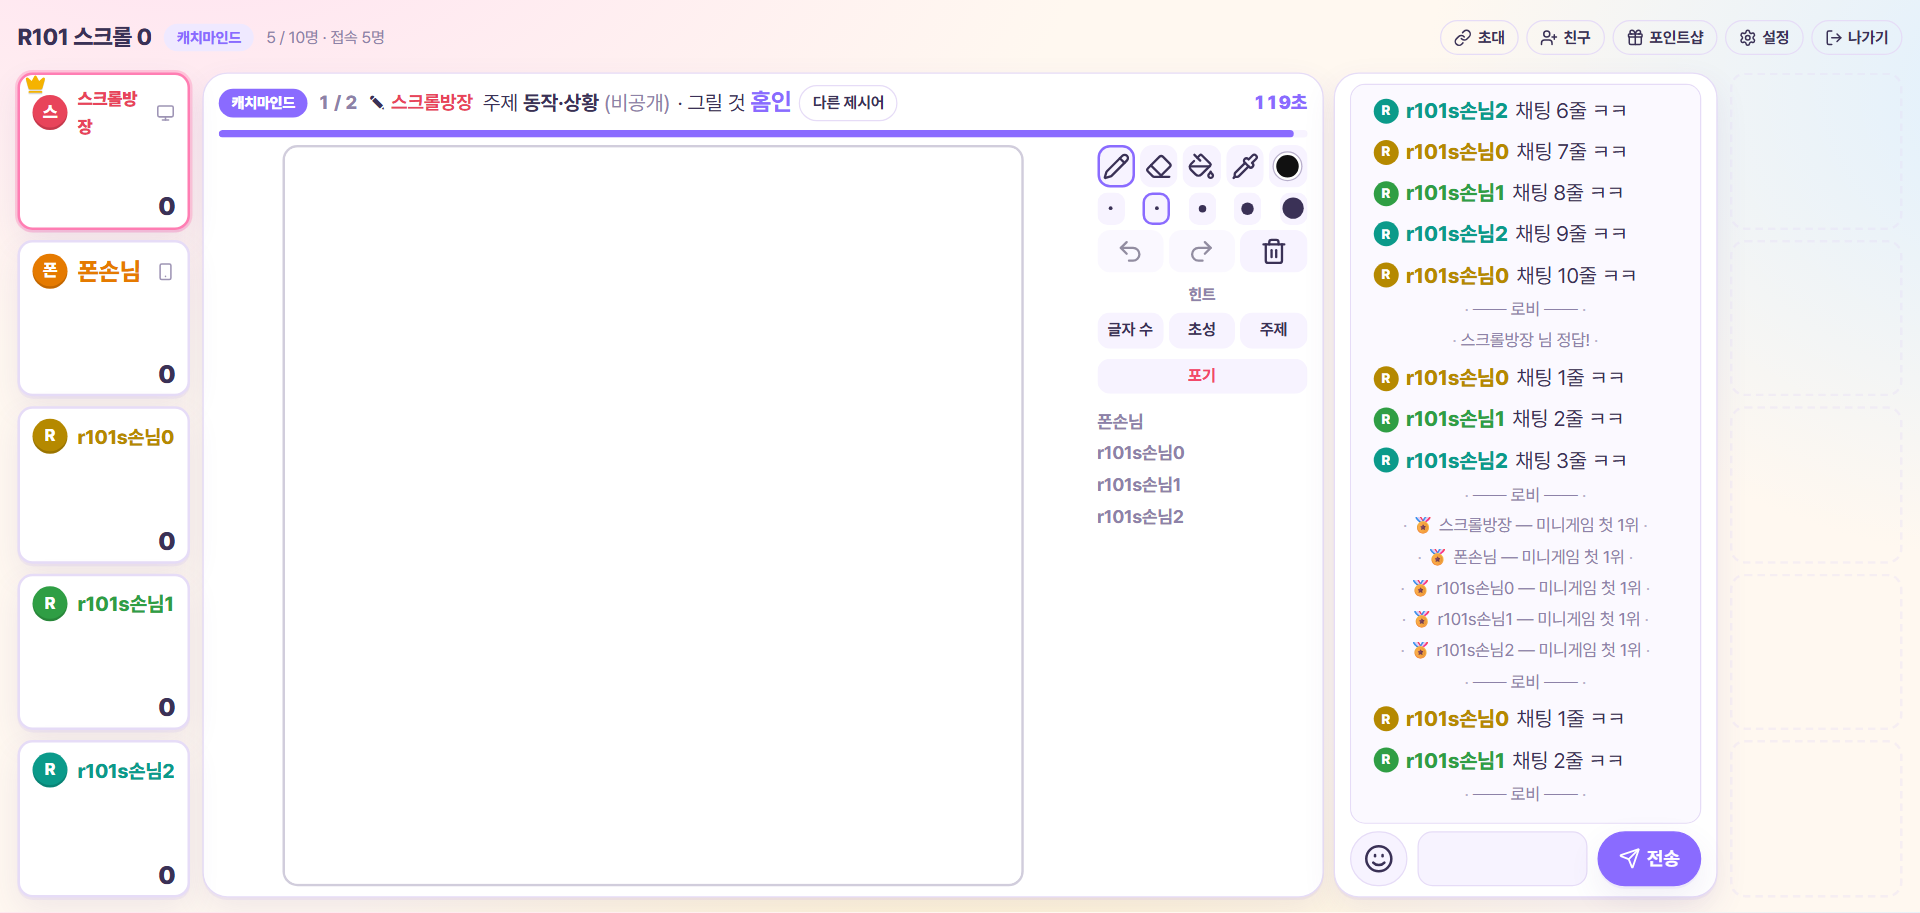 R101 스크롤 0 캐치마인드 5 / 10명 · 접속 5명
초대 친구 포인트샵 설정 나가기
스 스크롤방장
0
폰 폰손님
0
R r101s손님0
0
R r101s손님1
0
R r101s손님2
0
캐치마인드 1 / 2 스크롤방장 주제 동작·상황 (비공개) · 그릴 것 홈인 다른 제시어 119초
힌트
글자 수 초성 주제
포기
폰손님
r101s손님0
r101s손님1
r101s손님2
R r101s손님2 채팅 6줄 ㅋㅋ
R r101s손님0 채팅 7줄 ㅋㅋ
R r101s손님1 채팅 8줄 ㅋㅋ
R r101s손님2 채팅 9줄 ㅋㅋ
R r101s손님0 채팅 10줄 ㅋㅋ
· —— 로비 —— ·
· 스크롤방장 님 정답! ·
R r101s손님0 채팅 1줄 ㅋㅋ
R r101s손님1 채팅 2줄 ㅋㅋ
R r101s손님2 채팅 3줄 ㅋㅋ
· —— 로비 —— ·
· 🏅 스크롤방장 — 미니게임 첫 1위 ·
· 🏅 폰손님 — 미니게임 첫 1위 ·
· 🏅 r101s손님0 — 미니게임 첫 1위 ·
· 🏅 r101s손님1 — 미니게임 첫 1위 ·
· 🏅 r101s손님2 — 미니게임 첫 1위 ·
· —— 로비 —— ·
R r101s손님0 채팅 1줄 ㅋㅋ
R r101s손님1 채팅 2줄 ㅋㅋ
· —— 로비 —— ·
전송